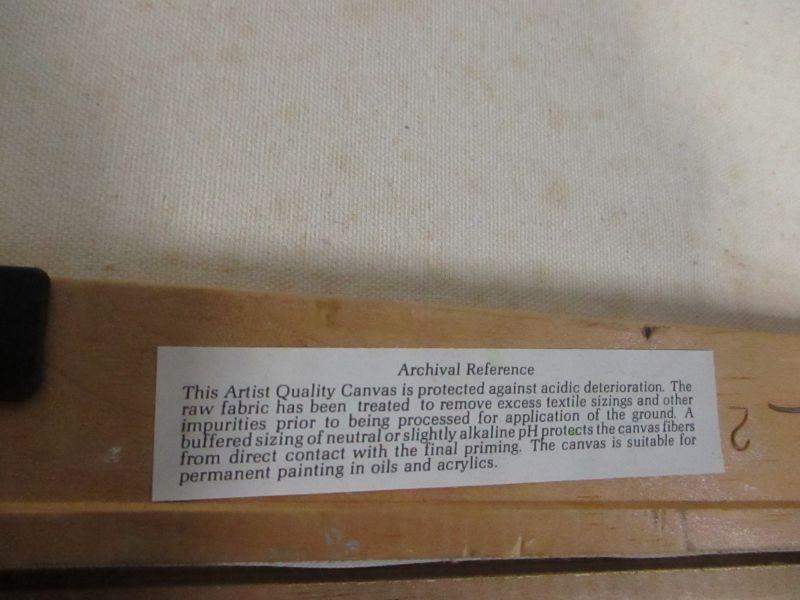 Archival Reference
This Artist Quality Canvas is protected against acidic deterioration. The
raw fabric has been treated to remove excess textile sizings and other
impurities prior to being processed for application of the ground. A
buffered sizing of neutral or slightly alkaline pH protects the canvas fibers
from direct contact with the final priming. The canvas is suitable for
permanent painting in oils and acrylics.